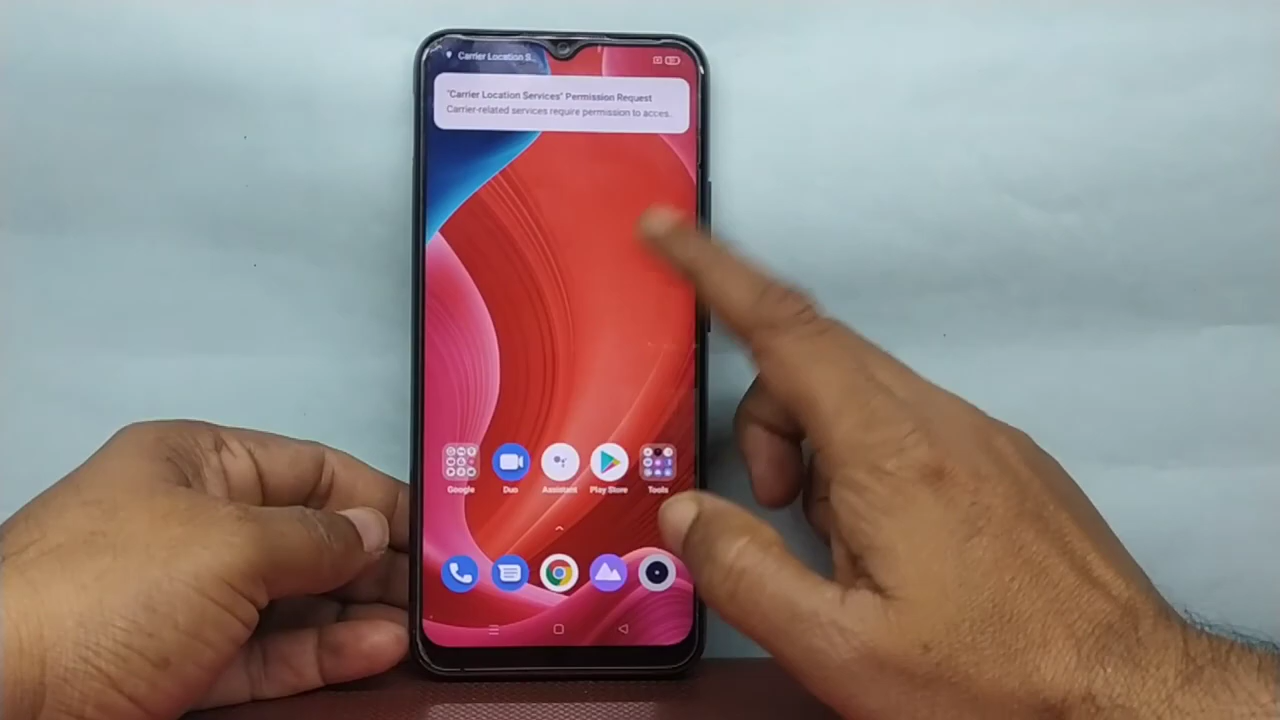 Carrier Location S..
"Carrier Location Services" Permission Request
Carrier-related services require permission to acces..
Google
Duo
Assistant
Play Store
Tools